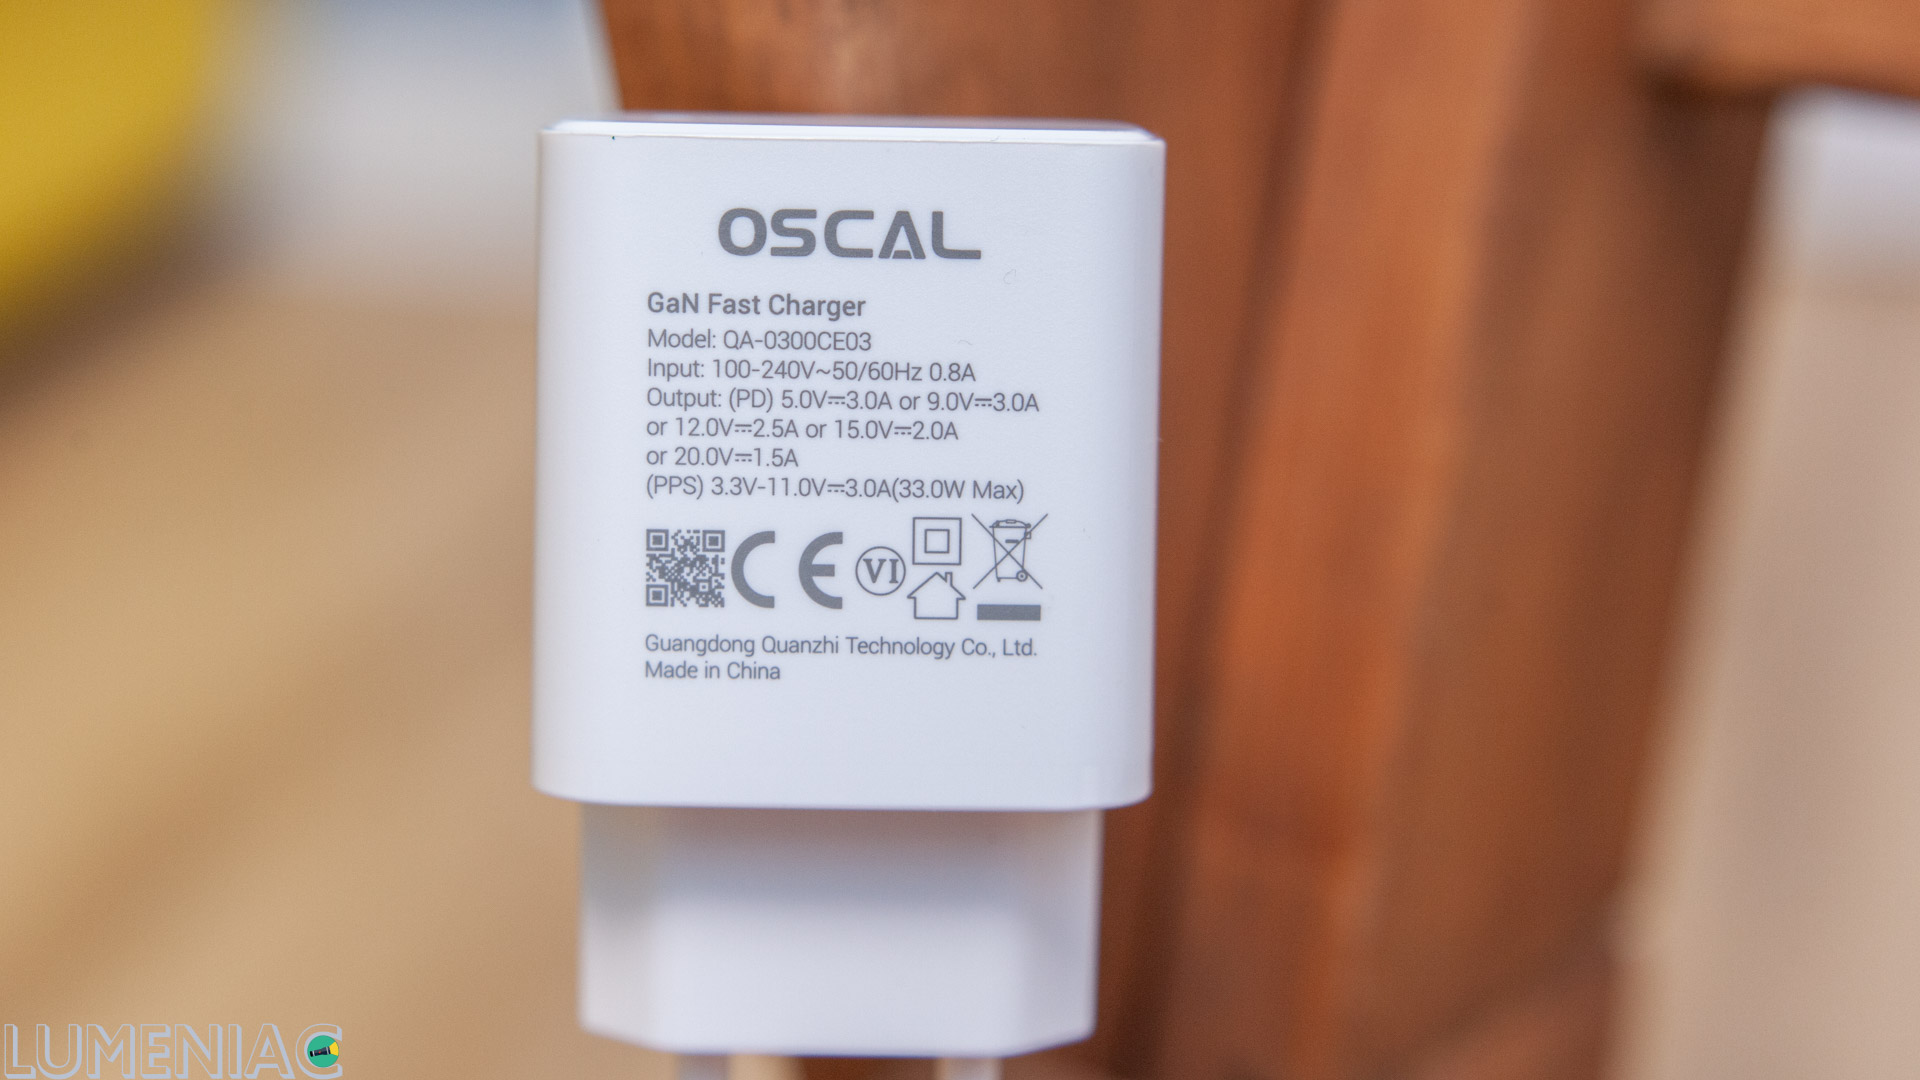 OSCAL
GaN Fast Charger
Model: QA-0300CE03
Input: 100-240V~50/60Hz 0.8A
Output: (PD) 5.0V⎓3.0A or 9.0V⎓3.0A
or 12.0V⎓2.5A or 15.0V⎓2.0A
or 20.0V⎓1.5A
(PPS) 3.3V-11.0V⎓3.0A(33.0W Max)
CE VI
Guangdong Quanzhi Technology Co., Ltd.
Made in China
LUMENIAC